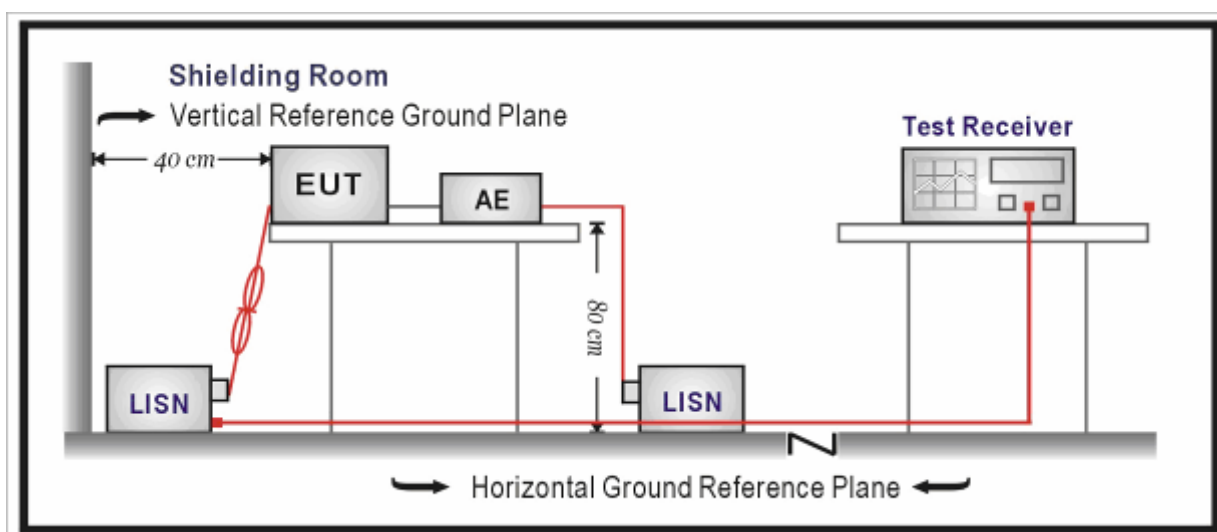 Shielding Room
Vertical Reference Ground Plane
Test Receiver
40 cm
EUT
AE
80 cm
LISN
LISN
Horizontal Ground Reference Plane